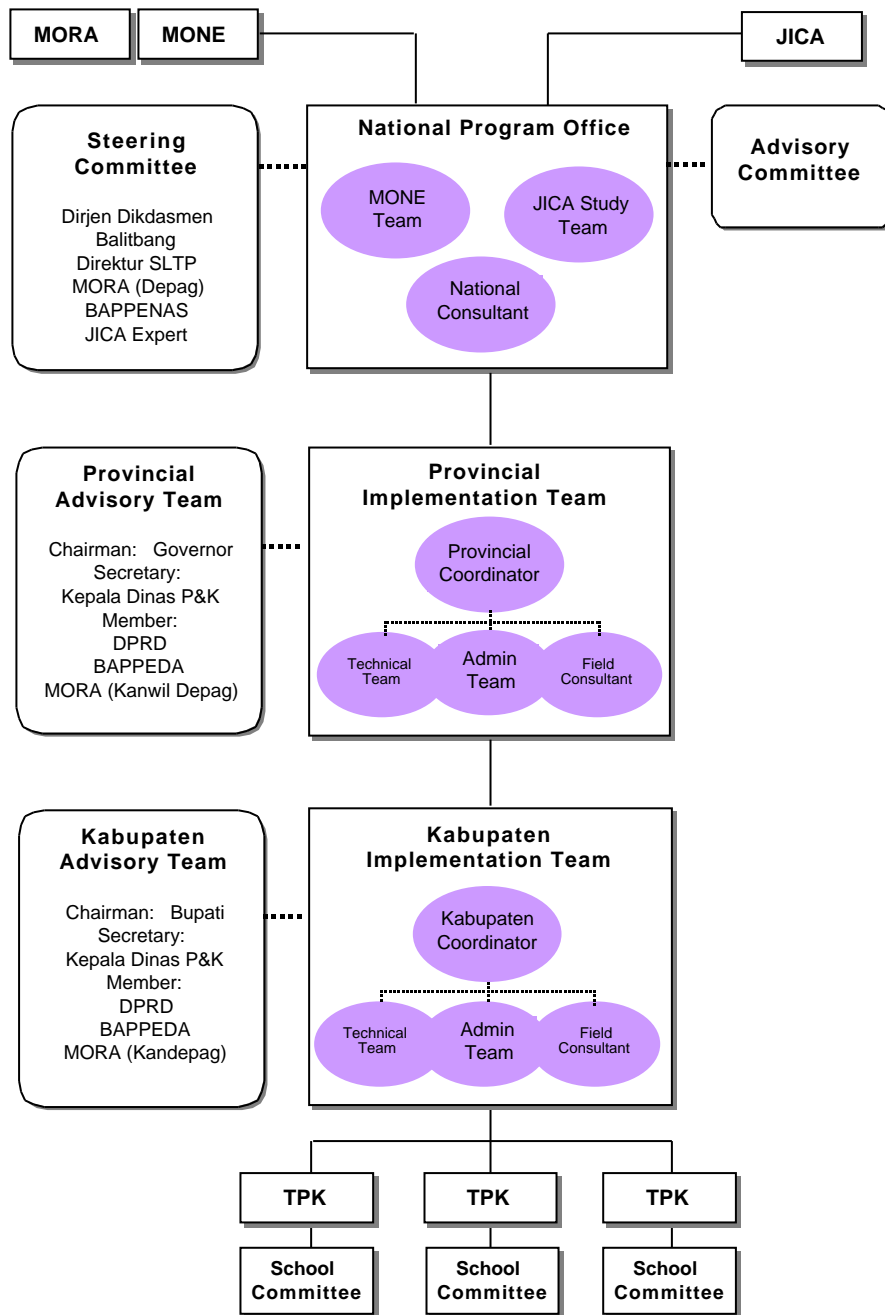 MORA
MONE
JICA
Steering
Committee
Dirjen Dikdasmen
Balitbang
Direktur SLTP
MORA (Depag)
BAPPENAS
JICA Expert
National Program Office
MONE
Team
JICA Study
Team
National
Consultant
Advisory
Committee
Provincial
Advisory Team
Chairman: Governor
Secretary:
Kepala Dinas P&K
Member:
DPRD
BAPPEDA
MORA (Kanwil Depag)
Provincial
Implementation Team
Provincial
Coordinator
Technical
Team
Admin
Team
Field
Consultant
Kabupaten
Advisory Team
Chairman: Bupati
Secretary:
Kepala Dinas P&K
Member:
DPRD
BAPPEDA
MORA (Kandepag)
Kabupaten
Implementation Team
Kabupaten
Coordinator
Technical
Team
Admin
Team
Field
Consultant
TPK
TPK
TPK
School
Committee
School
Committee
School
Committee